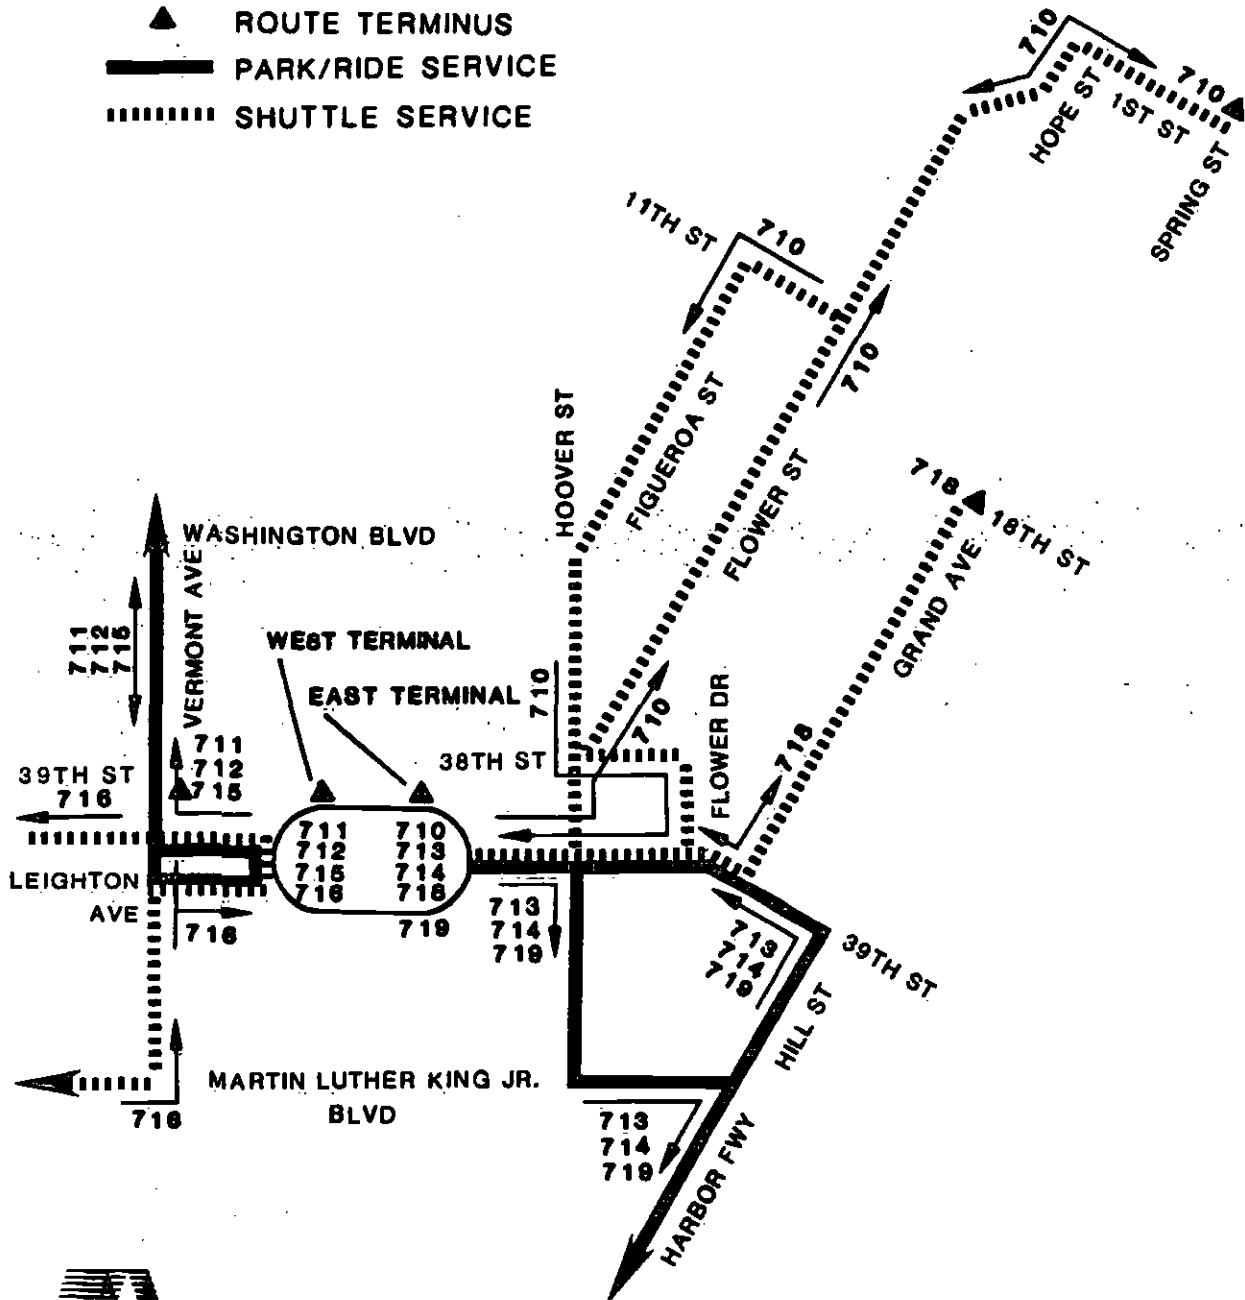 ROUTE TERMINUS
PARK/RIDE SERVICE
SHUTTLE SERVICE
710
710
HOPE ST
1ST ST
SPRING ST
11TH ST
710
710
HOOVER ST
FIGUEROA ST
FLOWER ST
718
18TH ST
GRAND AVE
WASHINGTON BLVD
VERMONT AVE
711
712
715
WEST TERMINAL
EAST TERMINAL
710
710
FLOWER DR
718
711
712
715
39TH ST
716
38TH ST
711
712
715
716
710
713
714
718
719
LEIGHTON
AVE
716
713
714
719
713
714
719
39TH ST
HILL ST
MARTIN LUTHER KING JR.
BLVD
716
713
714
719
HARBOR FWY